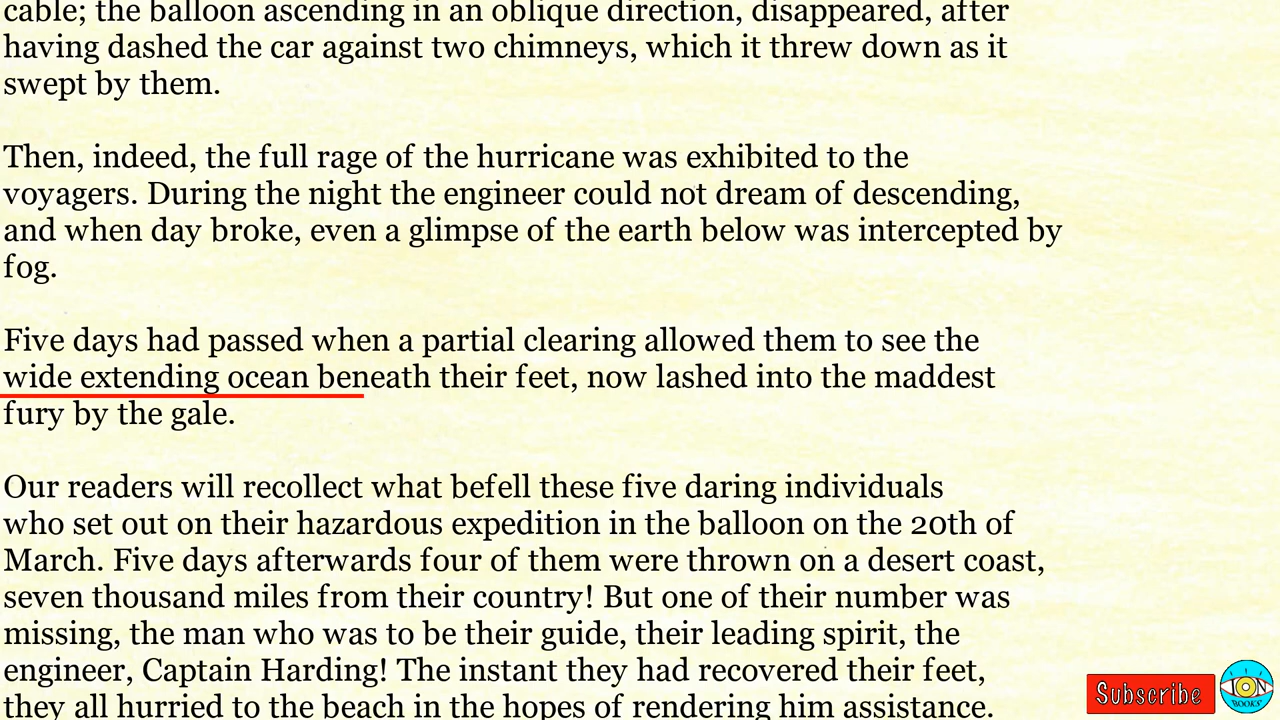 cable; the balloon ascending in an oblique direction, disappeared, after
having dashed the car against two chimneys, which it threw down as it
swept by them.
Then, indeed, the full rage of the hurricane was exhibited to the
voyagers. During the night the engineer could not dream of descending,
and when day broke, even a glimpse of the earth below was intercepted by
fog.
Five days had passed when a partial clearing allowed them to see the
wide extending ocean beneath their feet, now lashed into the maddest
fury by the gale.
Our readers will recollect what befell these five daring individuals
who set out on their hazardous expedition in the balloon on the 20th of
March. Five days afterwards four of them were thrown on a desert coast,
seven thousand miles from their country! But one of their number was
missing, the man who was to be their guide, their leading spirit, the
engineer, Captain Harding! The instant they had recovered their feet,
they all hurried to the beach in the hopes of rendering him assistance.
Subscribe
ION
BOOKS